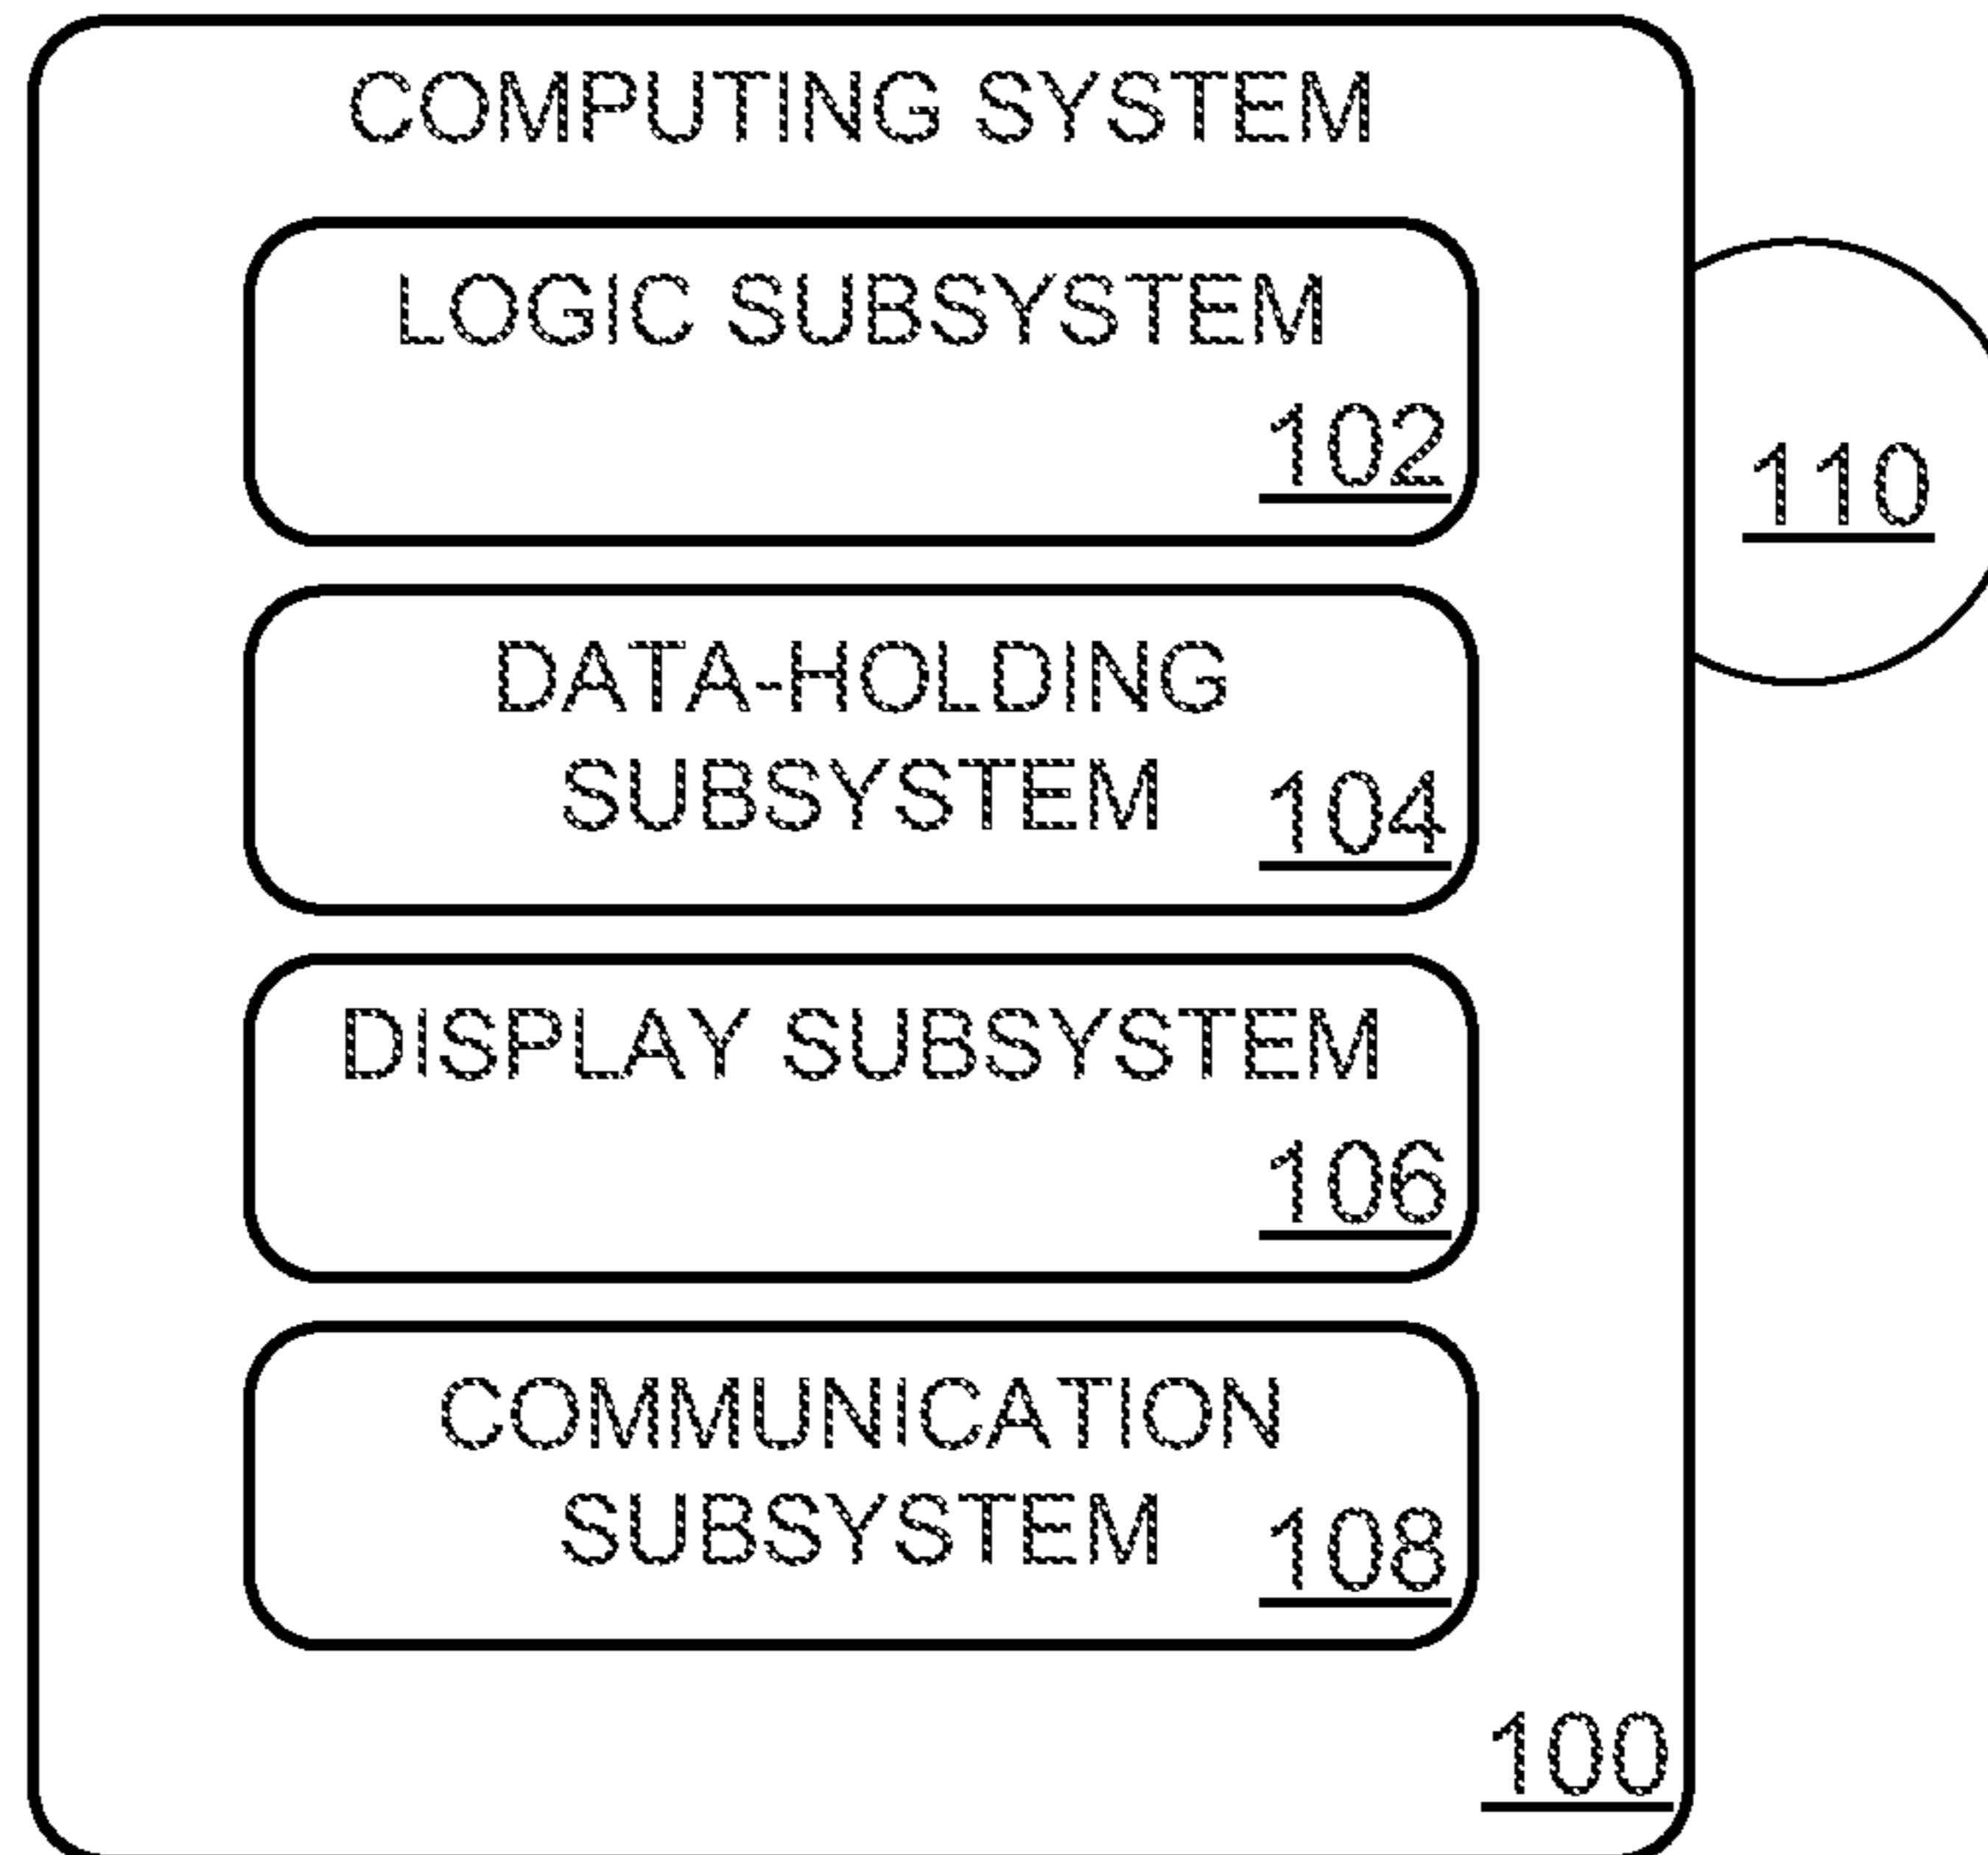 COMPUTING SYSTEM
LOGIC SUBSYSTEM
102
110
DATA-HOLDING
SUBSYSTEM 104
DISPLAY SUBSYSTEM
106
COMMUNICATION
SUBSYSTEM 108
100